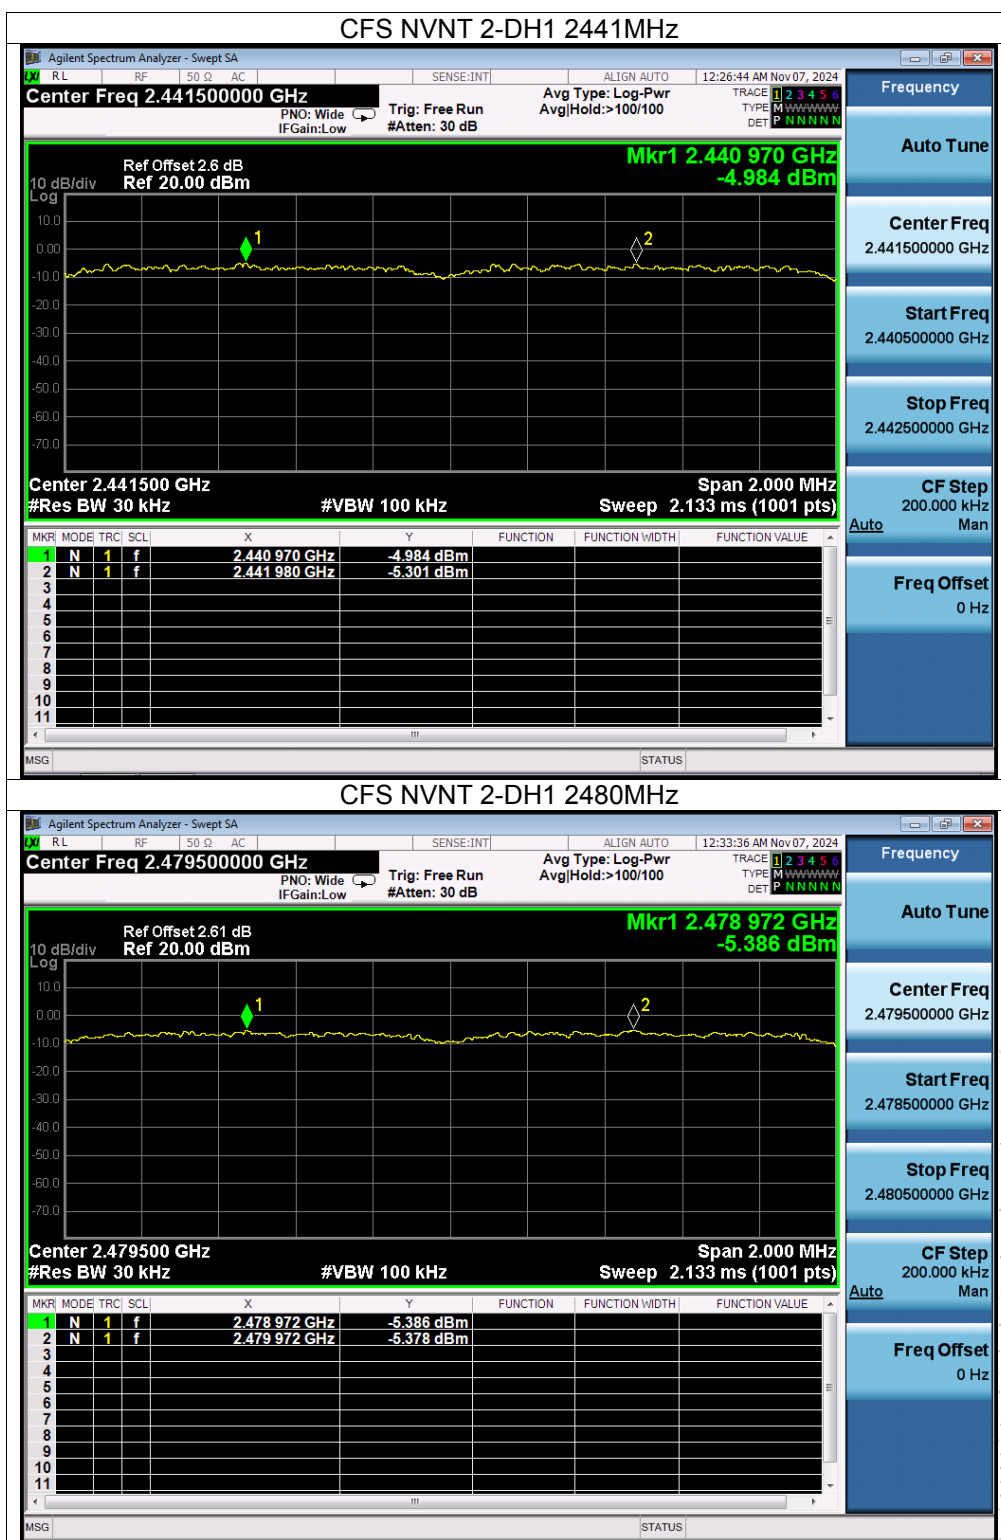 CFS NVNT 2-DH1 2441MHz
Agilent Spectrum Analyzer - Swept SA
LXI RL RF 50 Ω AC SENSE:INT ALIGN AUTO 12:26:44 AM Nov 07, 2024
Center Freq 2.441500000 GHz
PNO: Wide
IFGain:Low
Trig: Free Run
#Atten: 30 dB
Avg Type: Log-Pwr
Avg|Hold:>100/100
TRACE 1 2 3 4 5 6
TYPE M WWWWW
DET P N N N N N
Frequency
Auto Tune
Center Freq
2.441500000 GHz
Start Freq
2.440500000 GHz
Stop Freq
2.442500000 GHz
CF Step
200.000 kHz
Auto Man
Freq Offset
0 Hz
Mkr1 2.440 970 GHz
-4.984 dBm
Ref Offset 2.6 dB
10 dB/div Ref 20.00 dBm
Log
10.0
0.00
-10.0
-20.0
-30.0
-40.0
-50.0
-60.0
-70.0
1
2
Center 2.441500 GHz Span 2.000 MHz
#Res BW 30 kHz #VBW 100 kHz Sweep 2.133 ms (1001 pts)
MKR MODE TRC SCL X Y FUNCTION FUNCTION WIDTH FUNCTION VALUE
1 N 1 f 2.440 970 GHz -4.984 dBm
2 N 1 f 2.441 980 GHz -5.301 dBm
3
4
5
6
7
8
9
10
11
MSG STATUS
CFS NVNT 2-DH1 2480MHz
Agilent Spectrum Analyzer - Swept SA
LXI RL RF 50 Ω AC SENSE:INT ALIGN AUTO 12:33:36 AM Nov 07, 2024
Center Freq 2.479500000 GHz
PNO: Wide
IFGain:Low
Trig: Free Run
#Atten: 30 dB
Avg Type: Log-Pwr
Avg|Hold:>100/100
TRACE 1 2 3 4 5 6
TYPE M WWWWW
DET P N N N N N
Frequency
Auto Tune
Center Freq
2.479500000 GHz
Start Freq
2.478500000 GHz
Stop Freq
2.480500000 GHz
CF Step
200.000 kHz
Auto Man
Freq Offset
0 Hz
Mkr1 2.478 972 GHz
-5.386 dBm
Ref Offset 2.61 dB
10 dB/div Ref 20.00 dBm
Log
10.0
0.00
-10.0
-20.0
-30.0
-40.0
-50.0
-60.0
-70.0
1
2
Center 2.479500 GHz Span 2.000 MHz
#Res BW 30 kHz #VBW 100 kHz Sweep 2.133 ms (1001 pts)
MKR MODE TRC SCL X Y FUNCTION FUNCTION WIDTH FUNCTION VALUE
1 N 1 f 2.478 972 GHz -5.386 dBm
2 N 1 f 2.479 972 GHz -5.378 dBm
3
4
5
6
7
8
9
10
11
MSG STATUS